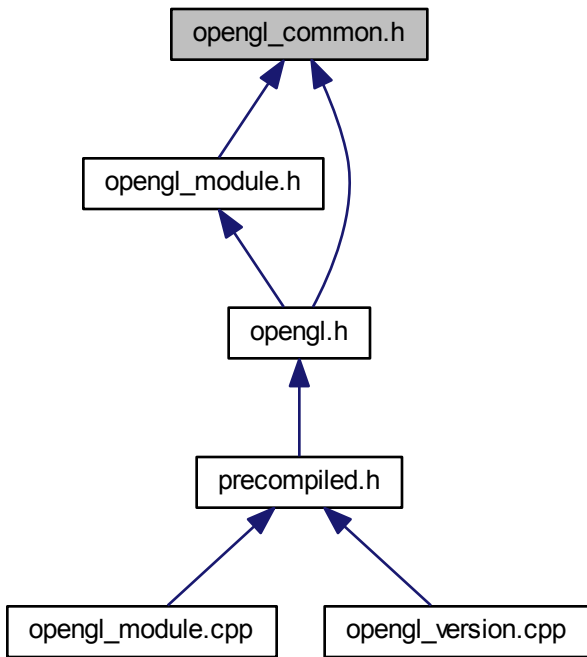 opengl_common.h
opengl_module.h
opengl.h
precompiled.h
opengl_module.cpp
opengl_version.cpp